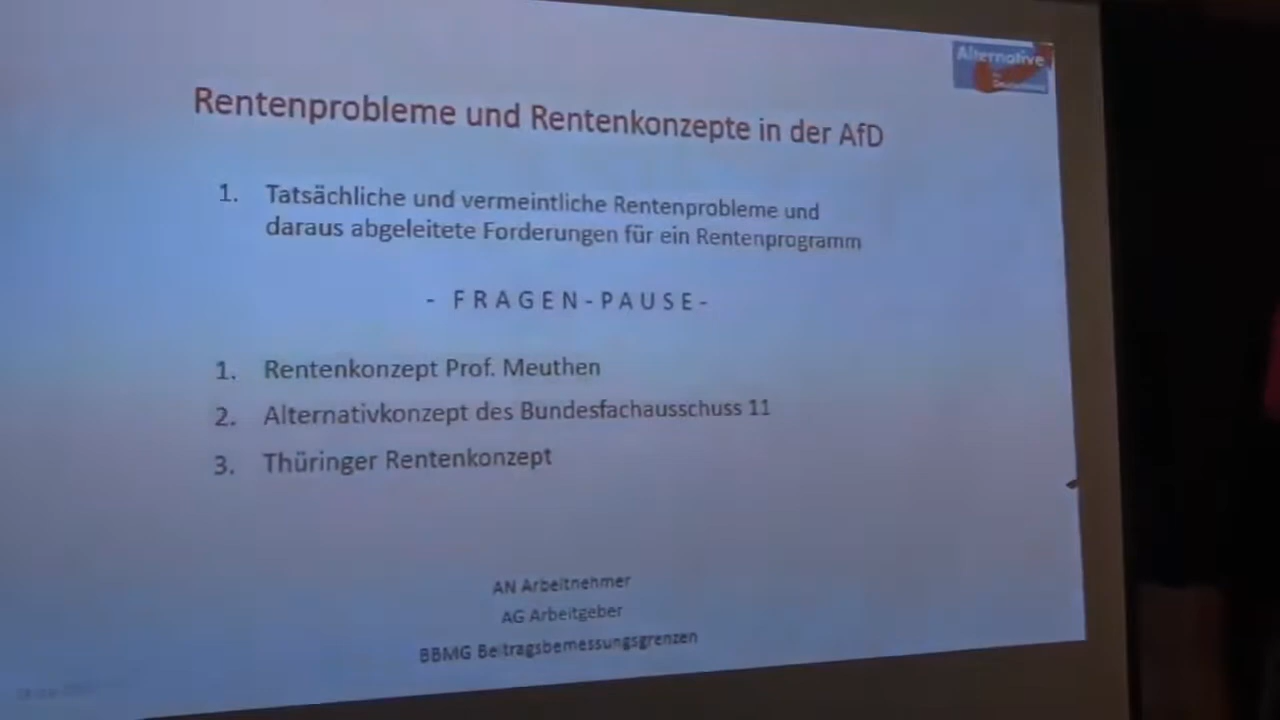 Alternative
Rentenprobleme und Rentenkonzepte in der AfD
1. Tatsächliche und vermeintliche Rentenprobleme und
daraus abgeleitete Forderungen für ein Rentenprogramm
- F R A G E N - P A U S E -
1. Rentenkonzept Prof. Meuthen
2. Alternativkonzept des Bundesfachausschuss 11
3. Thüringer Rentenkonzept
AN Arbeitnehmer
AG Arbeitgeber
BBMG Beitragsbemessungsgrenzen